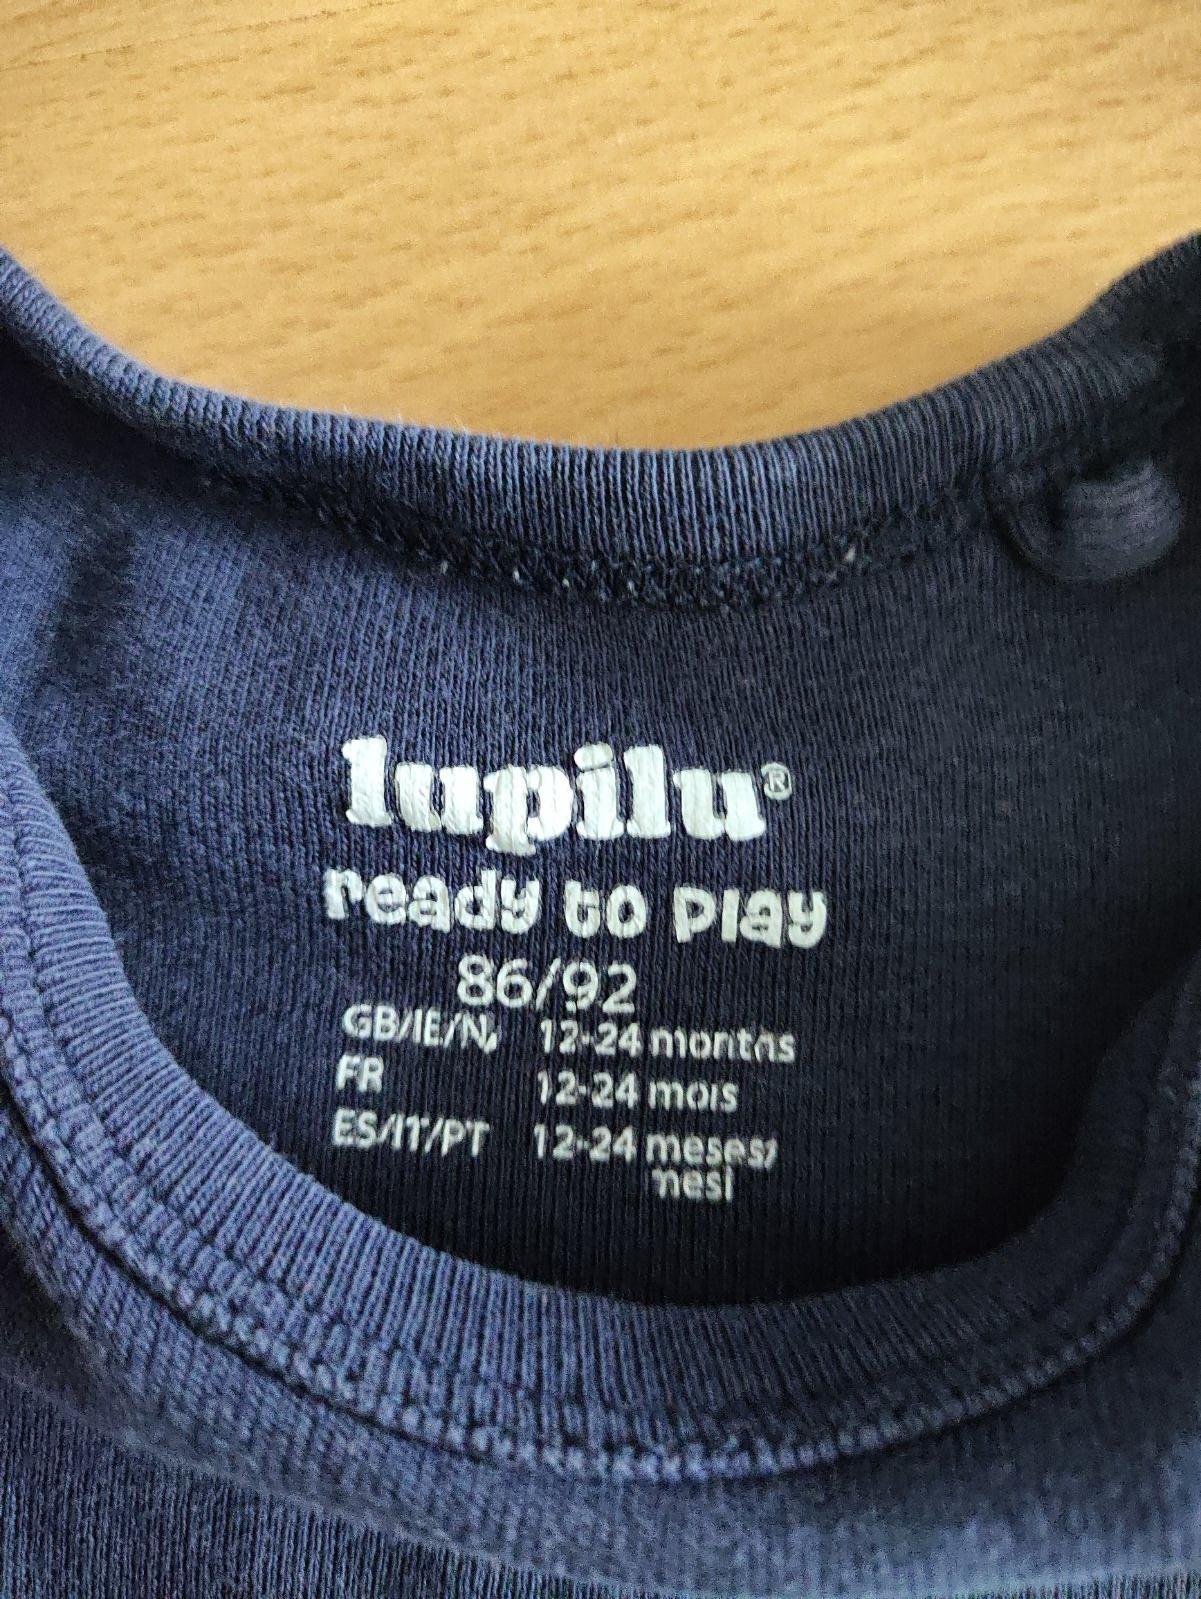 lupilu®
ready to play
86/92
GB/IE/N 12-24 months
FR 12-24 mois
ES/IT/PT 12-24 meses/
mesi